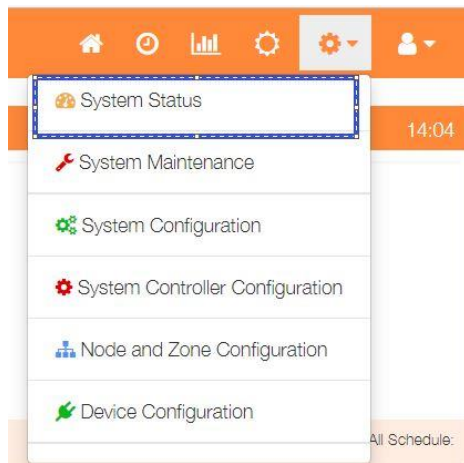 System Status
14:04
System Maintenance
System Configuration
System Controller Configuration
Node and Zone Configuration
Device Configuration
All Schedule: